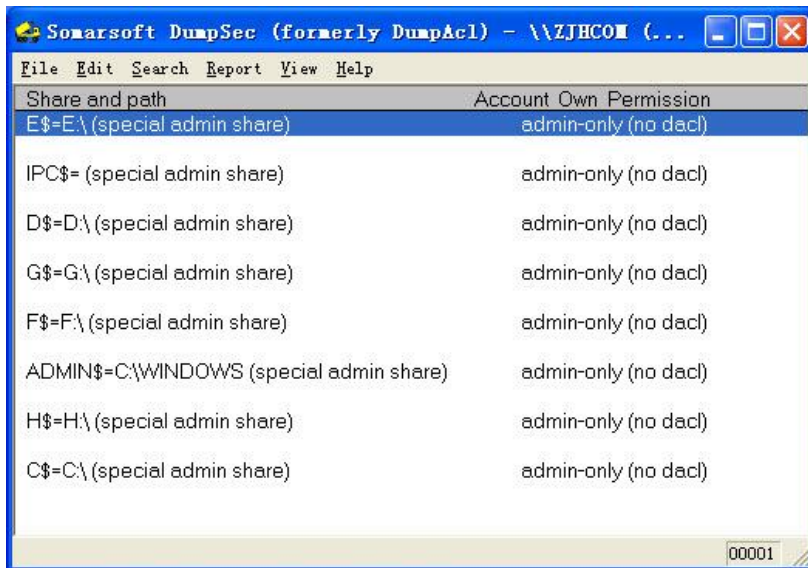 Somarsoft DumpSec (formerly DumpAcl) - \\ZJHCOM (...
File Edit Search Report View Help
Share and path Account Own Permission
E$=E:\ (special admin share) admin-only (no dacl)
IPC$= (special admin share) admin-only (no dacl)
D$=D:\ (special admin share) admin-only (no dacl)
G$=G:\ (special admin share) admin-only (no dacl)
F$=F:\ (special admin share) admin-only (no dacl)
ADMIN$=C:\WINDOWS (special admin share) admin-only (no dacl)
H$=H:\ (special admin share) admin-only (no dacl)
C$=C:\ (special admin share) admin-only (no dacl)
00001